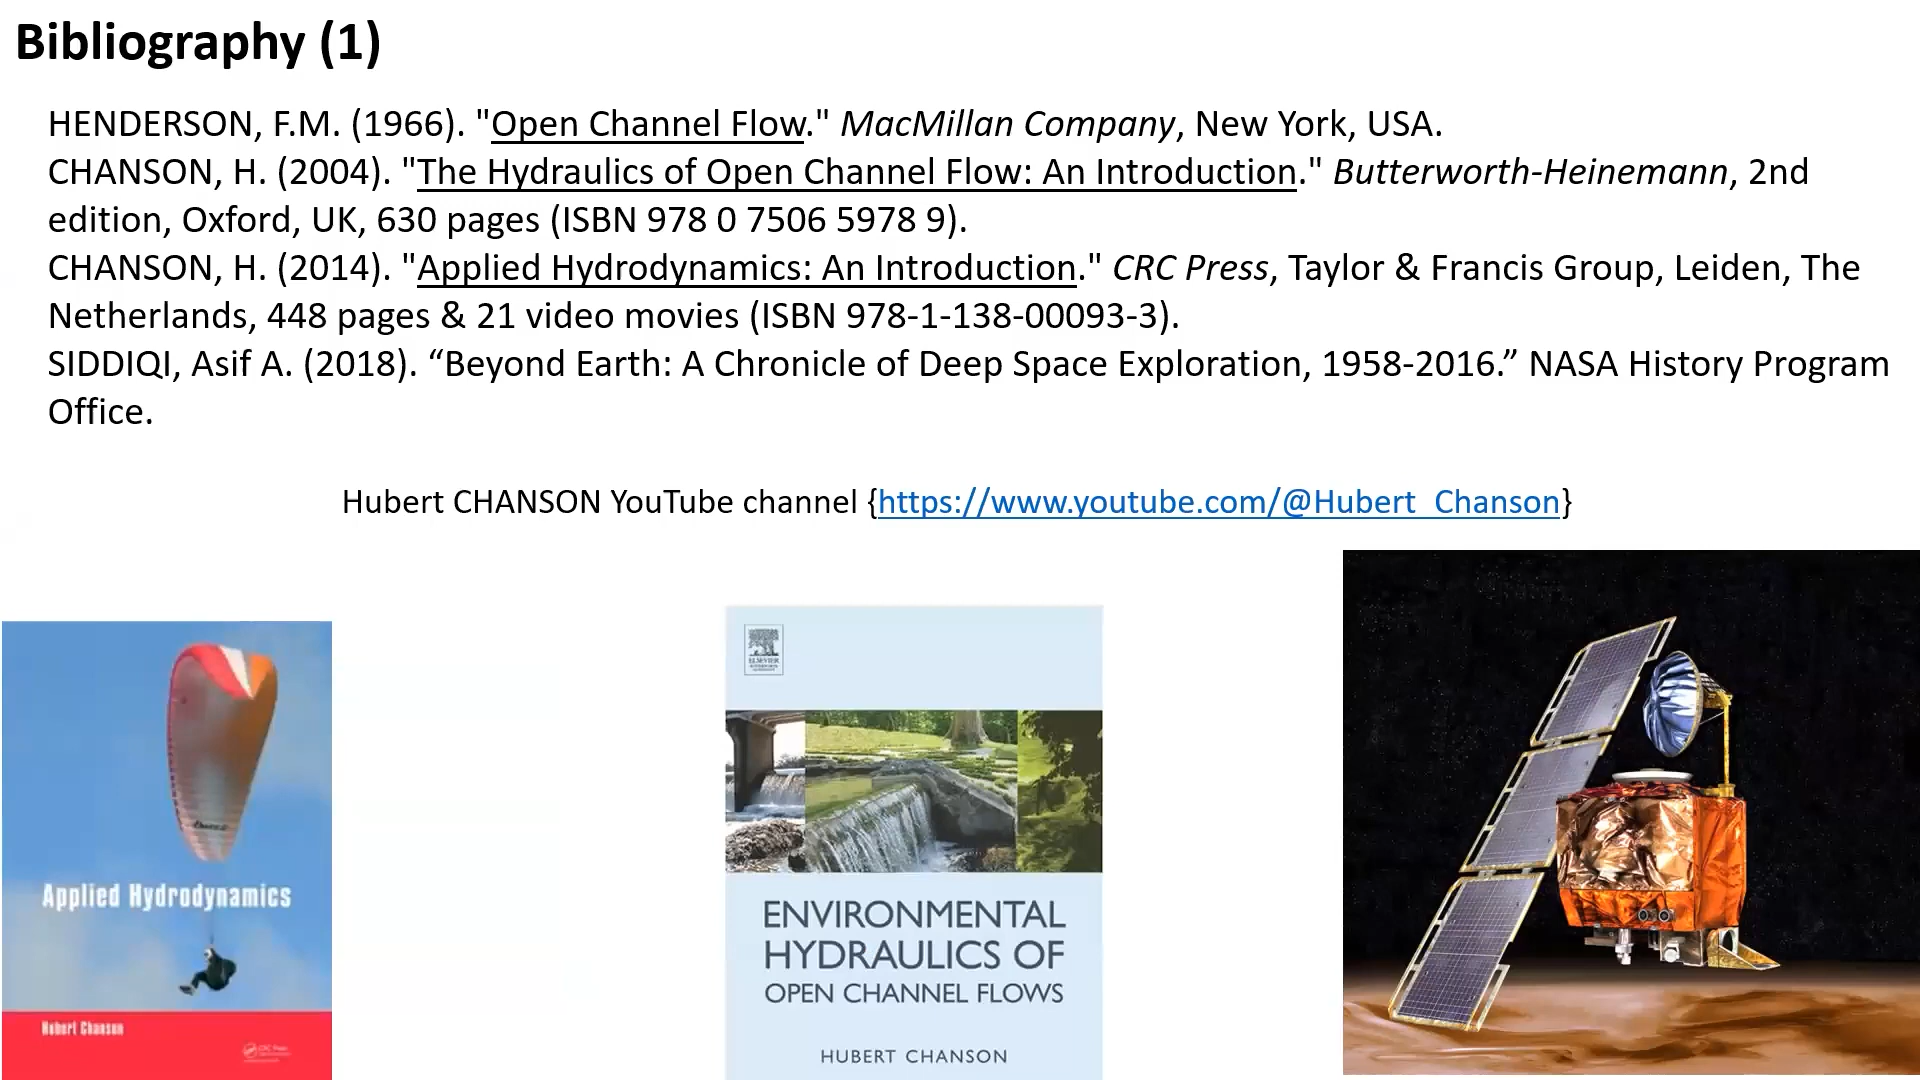 Bibliography (1)
HENDERSON, F.M. (1966). "Open Channel Flow." MacMillan Company, New York, USA.
CHANSON, H. (2004). "The Hydraulics of Open Channel Flow: An Introduction." Butterworth-Heinemann, 2nd
edition, Oxford, UK, 630 pages (ISBN 978 0 7506 5978 9).
CHANSON, H. (2014). "Applied Hydrodynamics: An Introduction." CRC Press, Taylor & Francis Group, Leiden, The
Netherlands, 448 pages & 21 video movies (ISBN 978-1-138-00093-3).
SIDDIQI, Asif A. (2018). “Beyond Earth: A Chronicle of Deep Space Exploration, 1958-2016.” NASA History Program
Office.
Hubert CHANSON YouTube channel {https://www.youtube.com/@Hubert_Chanson}
Applied Hydrodynamics
Hubert Chanson
CRC Press
ELSEVIER
ENVIRONMENTAL
HYDRAULICS OF
OPEN CHANNEL FLOWS
HUBERT CHANSON